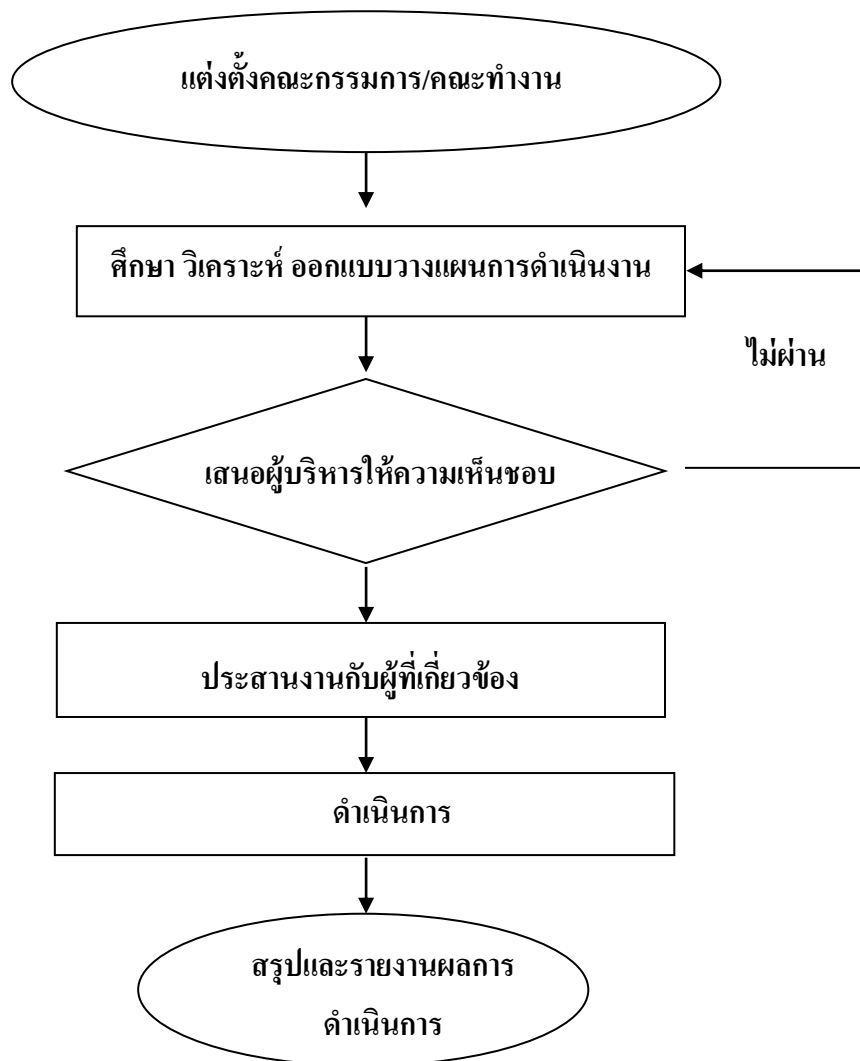 แต่งตั้งคณะกรรมการ/คณะทำงาน
ศึกษา วิเคราะห์ ออกแบบวางแผนการดำเนินงาน
ไม่ผ่าน
เสนอผู้บริหารให้ความเห็นชอบ
ประสานงานกับผู้ที่เกี่ยวข้อง
ดำเนินการ
สรุปและรายงานผลการ
ดำเนินการ